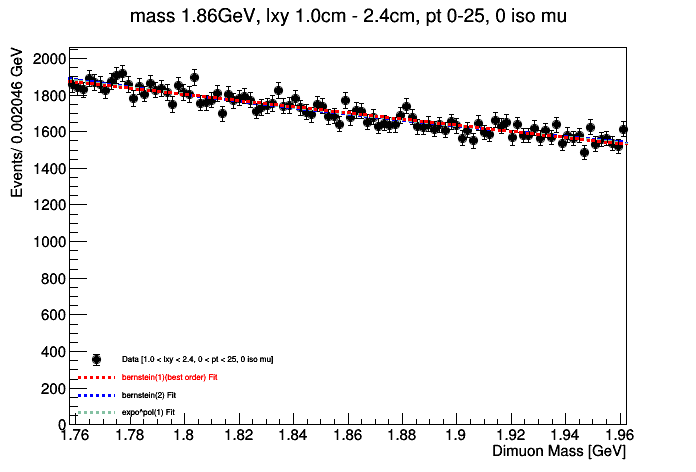 mass 1.86GeV, lxy 1.0cm - 2.4cm, pt 0-25, 0 iso mu
Events/ 0.002046 GeV
2000
1800
1600
1400
1200
1000
800
600
400
200
0
Data [1.0 < lxy < 2.4, 0 < pt < 25, 0 iso mu]
bernstein(1)(best order) Fit
bernstein(2) Fit
expo^pol(1) Fit
1.76 1.78 1.8 1.82 1.84 1.86 1.88 1.9 1.92 1.94 1.96
Dimuon Mass [GeV]